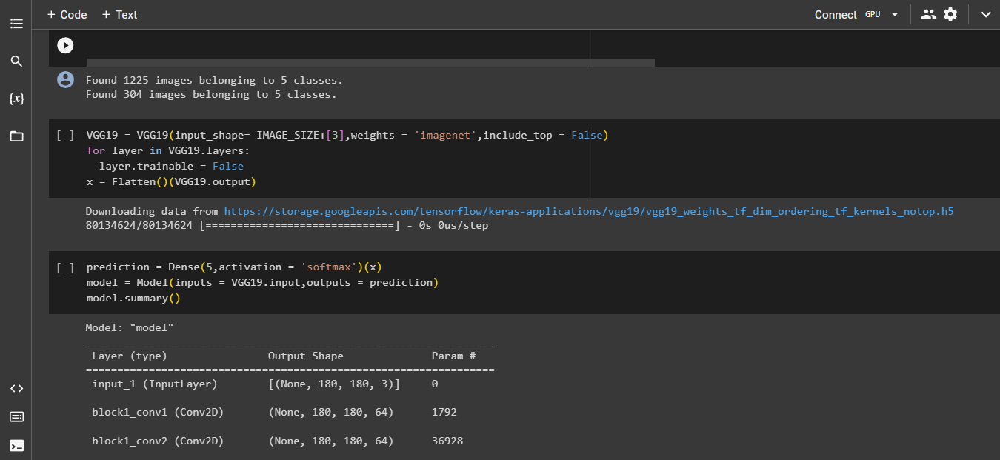 + Code + Text Connect GPU
Found 1225 images belonging to 5 classes.
Found 304 images belonging to 5 classes.
{x}
[ ] VGG19 = VGG19(input_shape= IMAGE_SIZE+[3],weights = 'imagenet',include_top = False)
for layer in VGG19.layers:
  layer.trainable = False
x = Flatten()(VGG19.output)
Downloading data from https://storage.googleapis.com/tensorflow/keras-applications/vgg19/vgg19_weights_tf_dim_ordering_tf_kernels_notop.h5
80134624/80134624 [==============================] - 0s 0us/step
[ ] prediction = Dense(5,activation = 'softmax')(x)
model = Model(inputs = VGG19.input,outputs = prediction)
model.summary()
Model: "model"
_________________________________________________________________
Layer (type) Output Shape Param #
=================================================================
input_1 (InputLayer) [(None, 180, 180, 3)] 0
block1_conv1 (Conv2D) (None, 180, 180, 64) 1792
block1_conv2 (Conv2D) (None, 180, 180, 64) 36928